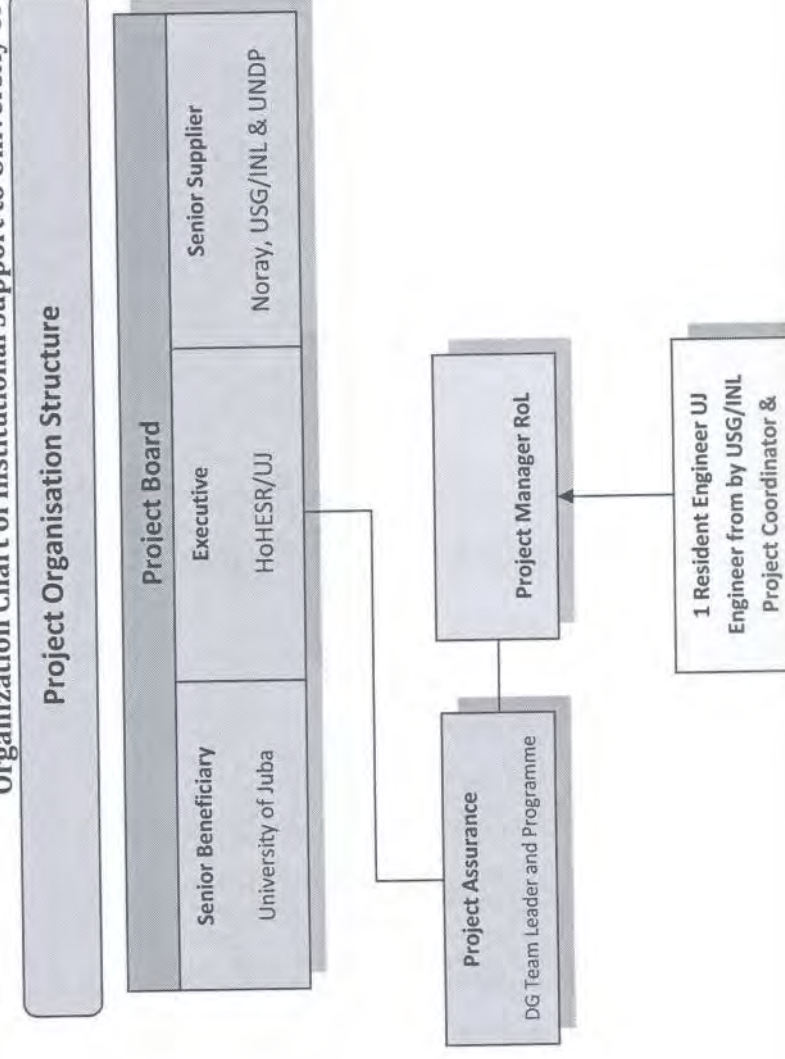 Organization Chart of Institutional Support to University of
Project Organisation Structure
Project Board
Senior Beneficiary
University of Juba
Executive
HoHESR/UJ
Senior Supplier
Noray, USG/INL & UNDP
Project Assurance
DG Team Leader and Programme
Project Manager RoL
1 Resident Engineer UJ
Engineer from by USG/INL
Project Coordinator &